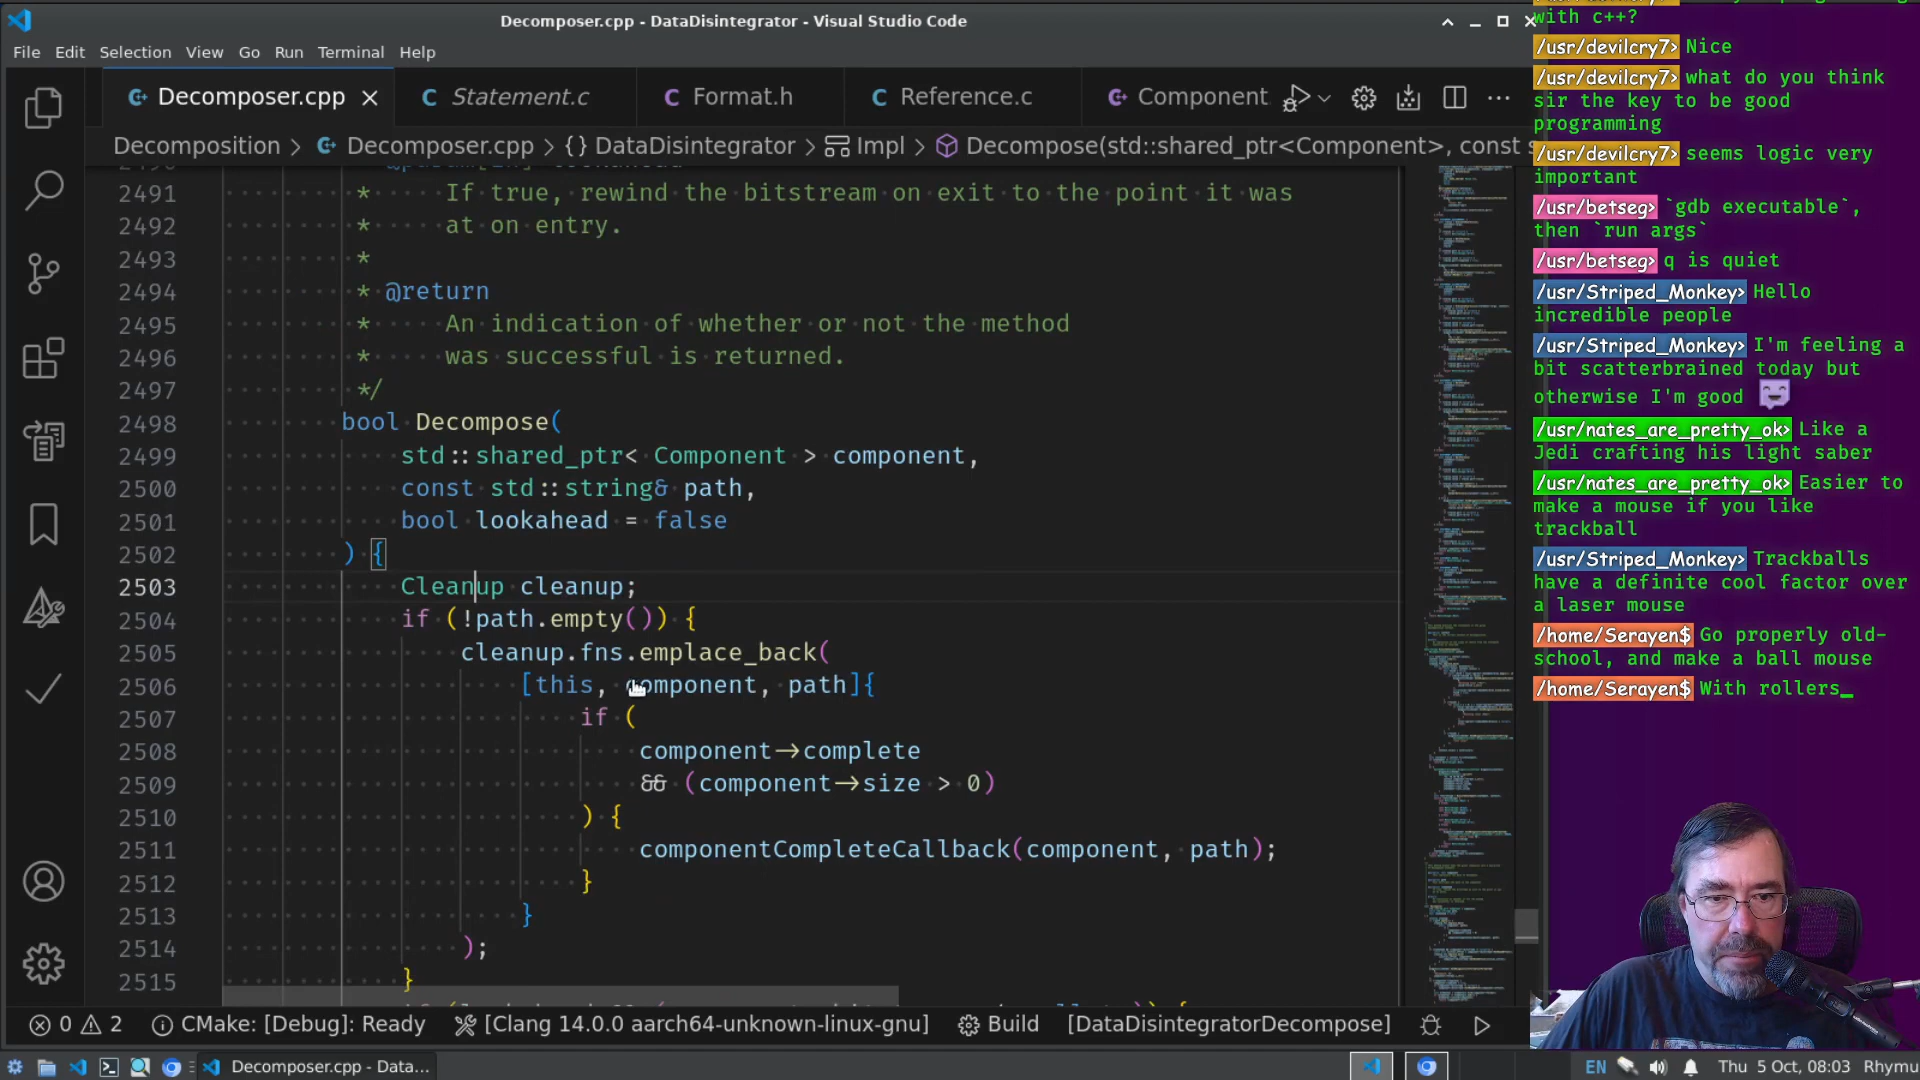 Decomposer.cpp - DataDisintegrator - Visual Studio Code
File Edit Selection View Go Run Terminal Help
Decomposer.cpp Statement.c Format.h Reference.c Component.
Decomposition > Decomposer.cpp > {} DataDisintegrator > Impl > Decompose(std::shared_ptr<Component>, const s
2491 * If true, rewind the bitstream on exit to the point it was
2492 * at on entry.
2493 *
2494 * @return
2495 * An indication of whether or not the method
2496 * was successful is returned.
2497 */
2498 bool Decompose(
2499 std::shared_ptr< Component > component,
2500 const std::string& path,
2501 bool lookahead = false
2502 ) {
2503 Cleanup cleanup;
2504 if (!path.empty()) {
2505 cleanup.fns.emplace_back(
2506 [this, component, path]{
2507 if (
2508 component->complete
2509 && (component->size > 0)
2510 ) {
2511 componentCompleteCallback(component, path);
2512 }
2513 }
2514 );
2515 }
0 2 CMake: [Debug]: Ready [Clang 14.0.0 aarch64-unknown-linux-gnu] Build [DataDisintegratorDecompose]
Decomposer.cpp - Data...
EN Thu 5 Oct, 08:03 Rhymu
with c++?
/usr/devilcry7> Nice
/usr/devilcry7> what do you think
sir the key to be good
programming
/usr/devilcry7> seems logic very
important
/usr/betseg> `gdb executable`,
then `run args`
/usr/betseg> q is quiet
/usr/Striped_Monkey> Hello
incredible people
/usr/Striped_Monkey> I'm feeling a
bit scatterbrained today but
otherwise I'm good
/usr/nates_are_pretty_ok> Like a
Jedi crafting his light saber
/usr/nates_are_pretty_ok> Easier to
make a mouse if you like
trackball
/usr/Striped_Monkey> Trackballs
have a definite cool factor over
a laser mouse
/home/Serayen$ Go properly old-
school, and make a ball mouse
/home/Serayen$ With rollers_